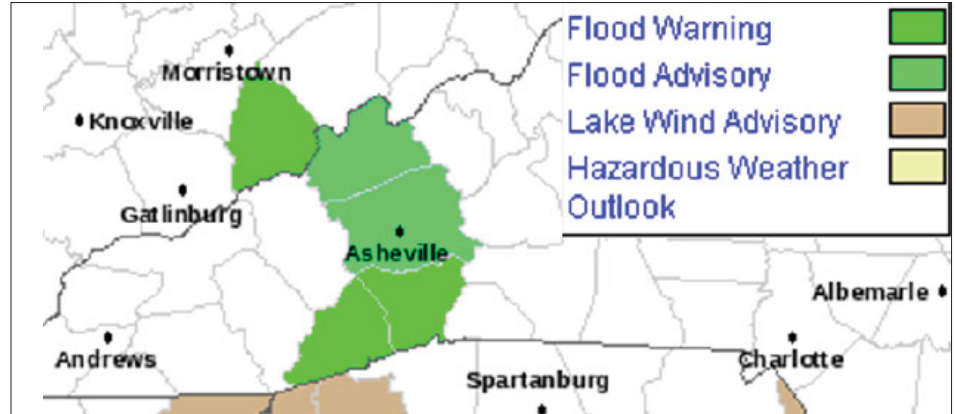 Flood Warning
Flood Advisory
Lake Wind Advisory
Hazardous Weather
Outlook
Morristown
Knoxville
Gatlinburg
Asheville
Albemarle
Andrews
Charlotte
Spartanburg